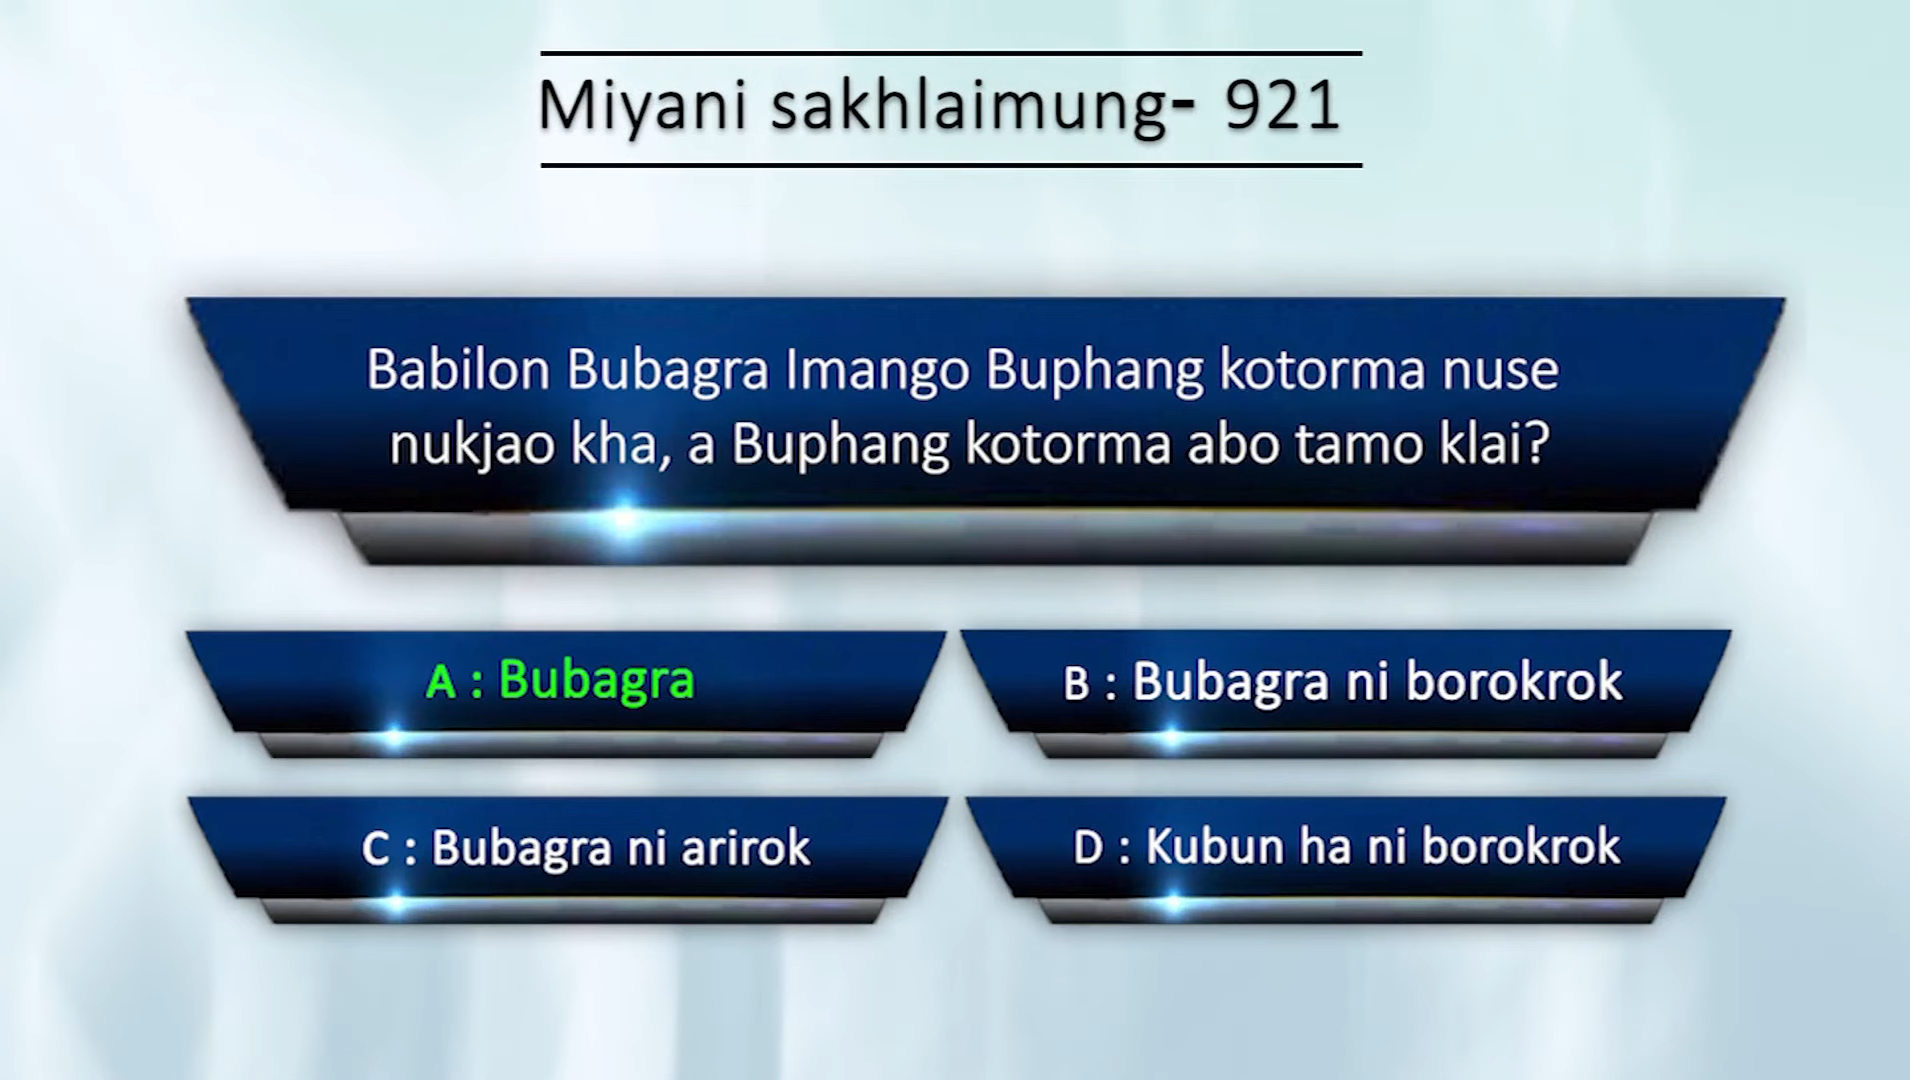 Miyani sakhlaimung- 921
Babilon Bubagra Imango Buphang kotorma nuse
nukjao kha, a Buphang kotorma abo tamo klai?
A : Bubagra
B : Bubagra ni borokrok
C : Bubagra ni arirok
D : Kubun ha ni borokrok